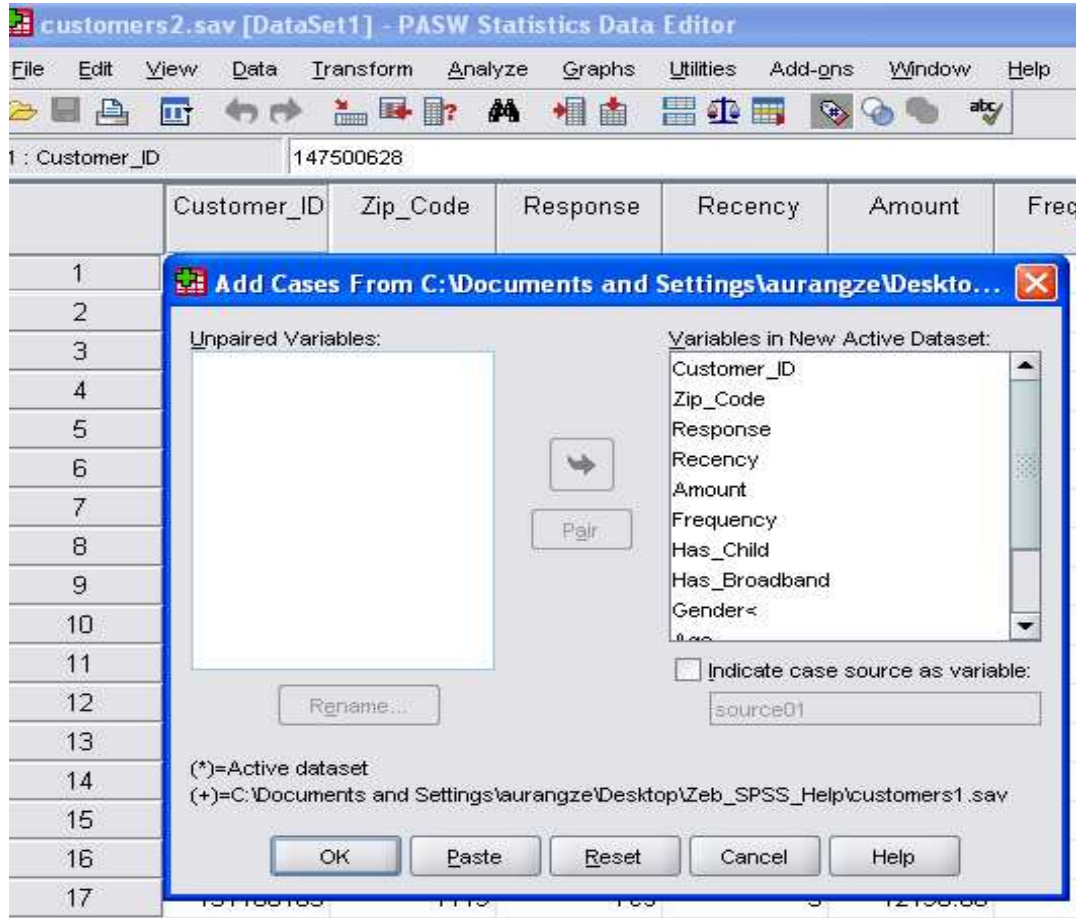 customers2.sav [DataSet1] - PASW Statistics Data Editor
File Edit View Data Transform Analyze Graphs Utilities Add-ons Window Help
1 : Customer_ID 147500628
Customer_ID Zip_Code Response Recency Amount Freq
1
Add Cases From C:\Documents and Settings\aurangze\Deskto...
2
Unpaired Variables: Variables in New Active Dataset:
3
Customer_ID
4
Zip_Code
5
Response
6
Recency
Amount
7
Frequency
Pair
8
Has_Child
9
Has_Broadband
10
Gender<
Age
11
Indicate case source as variable:
12
Rename... source01
13
(*)=Active dataset
14
(+)=C:\Documents and Settings\aurangze\Desktop\Zeb_SPSS_Help\customers1.sav
15
16
OK Paste Reset Cancel Help
17